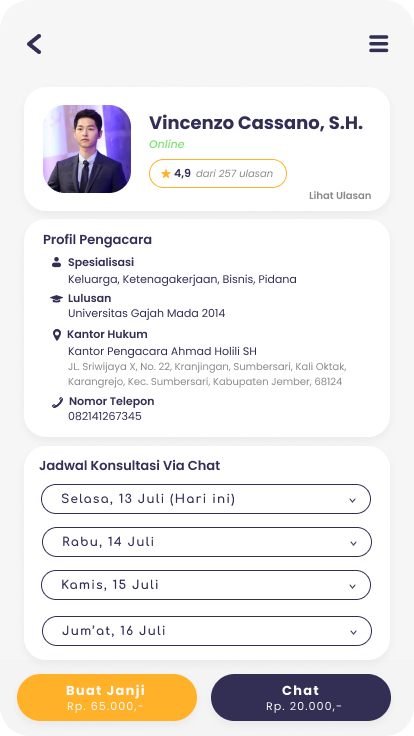 Vincenzo Cassano, S.H.
Online
4,9 dari 257 ulasan
Lihat Ulasan
Profil Pengacara
Spesialisasi
Keluarga, Ketenagakerjaan, Bisnis, Pidana
Lulusan
Universitas Gajah Mada 2014
Kantor Hukum
Kantor Pengacara Ahmad Holili SH
JL. Sriwijaya X, No. 22, Kranjingan, Sumbersari, Kali Oktak,
Karangrejo, Kec. Sumbersari, Kabupaten Jember, 68124
Nomor Telepon
082141267345
Jadwal Konsultasi Via Chat
Selasa, 13 Juli (Hari ini)
Rabu, 14 Juli
Kamis, 15 Juli
Jum'at, 16 Juli
Buat Janji
Rp. 65.000,-
Chat
Rp. 20.000,-